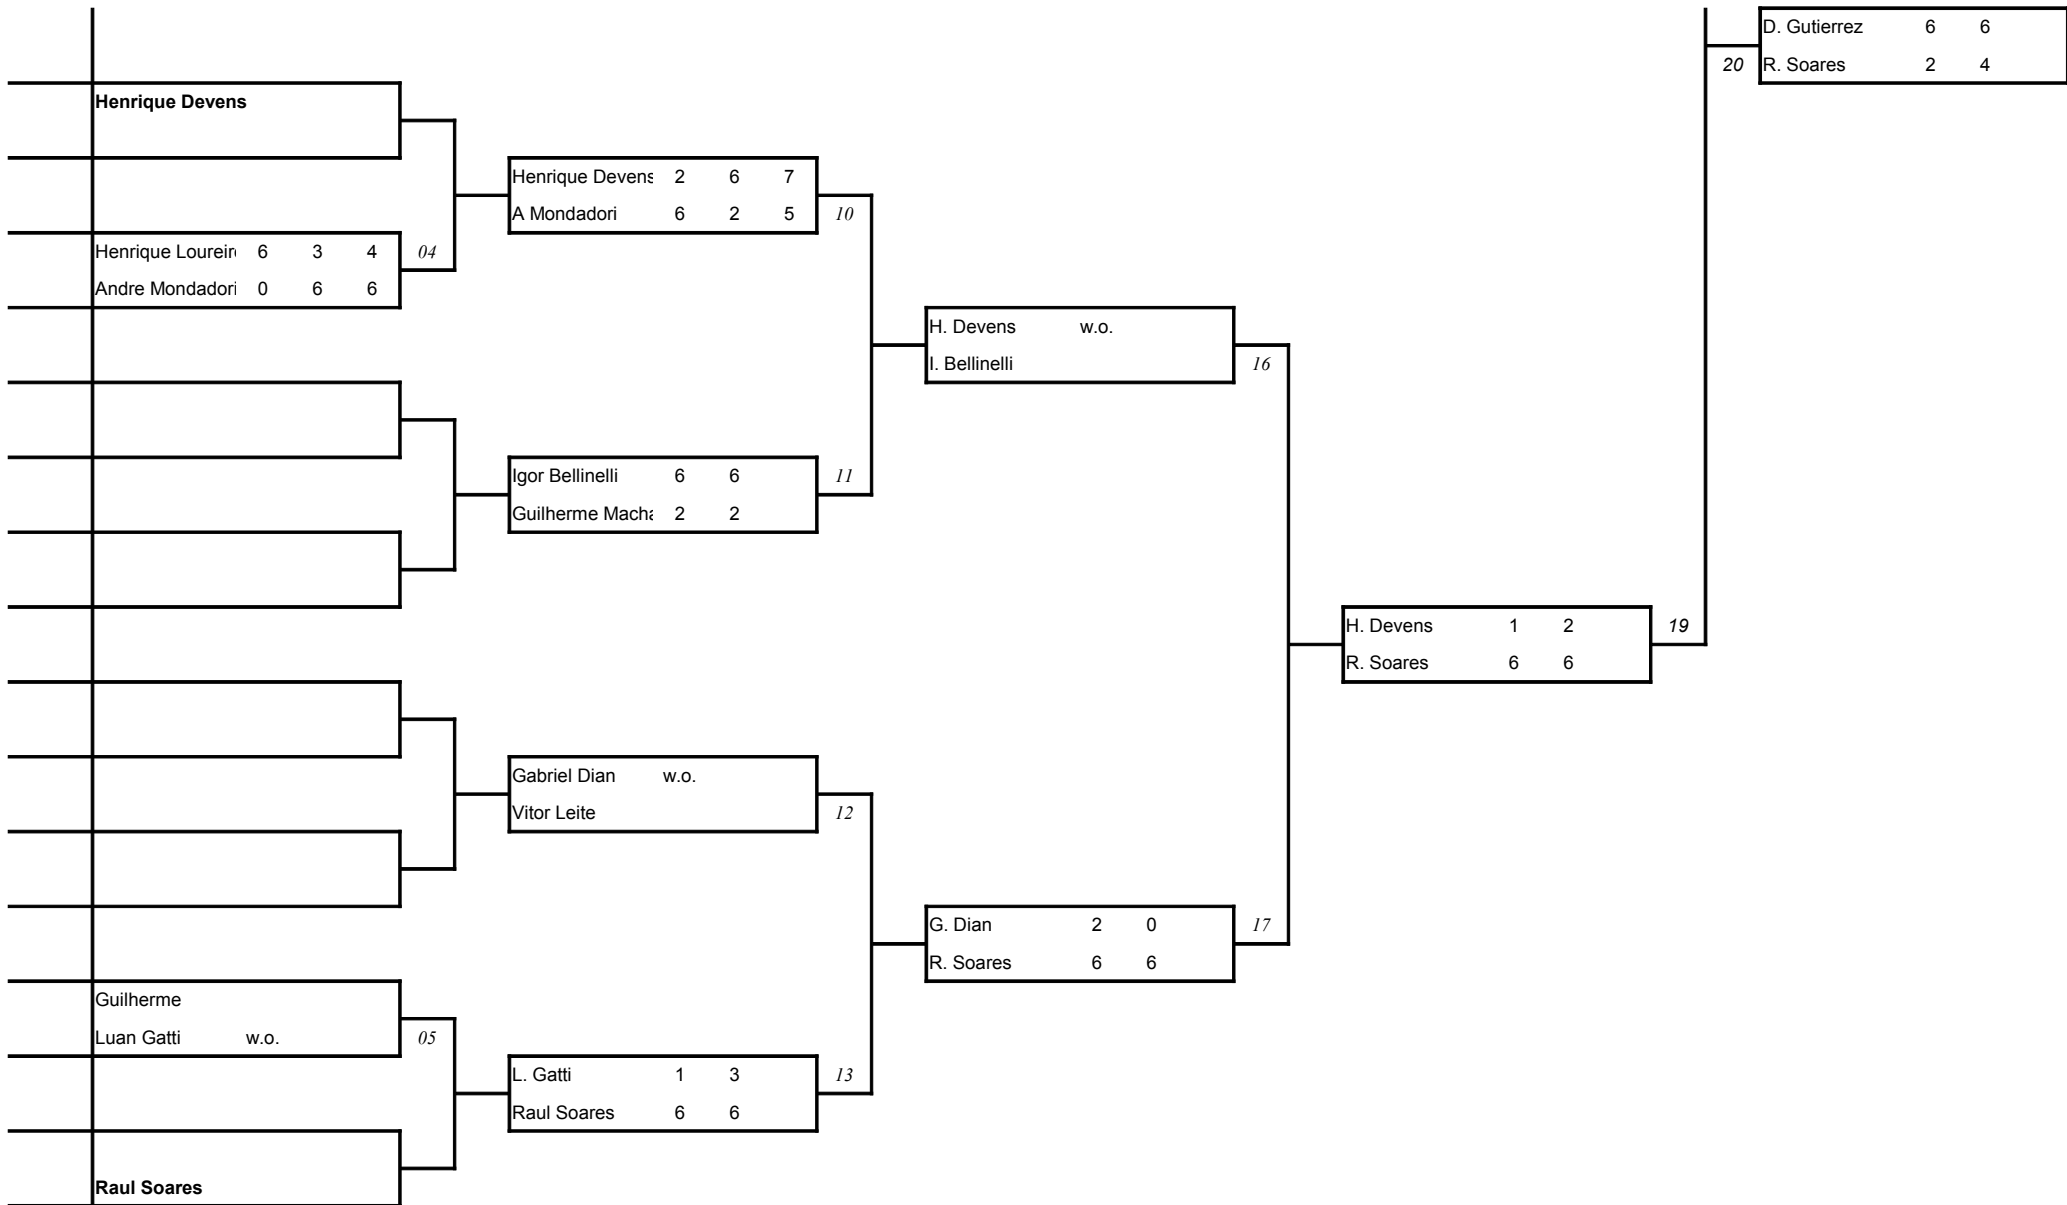 D. Gutierrez 6 6
20 R. Soares 2 4
Henrique Devens
Henrique Devens 2 6 7
A Mondadori 6 2 5 10
Henrique Loureir 6 3 4 04
Andre Mondadori 0 6 6
H. Devens w.o.
I. Bellinelli 16
Igor Bellinelli 6 6 11
Guilherme Mach 2 2
H. Devens 1 2 19
R. Soares 6 6
Gabriel Dian w.o.
Vitor Leite 12
G. Dian 2 0 17
R. Soares 6 6
Guilherme
Luan Gatti w.o. 05
L. Gatti 1 3 13
Raul Soares 6 6
Raul Soares